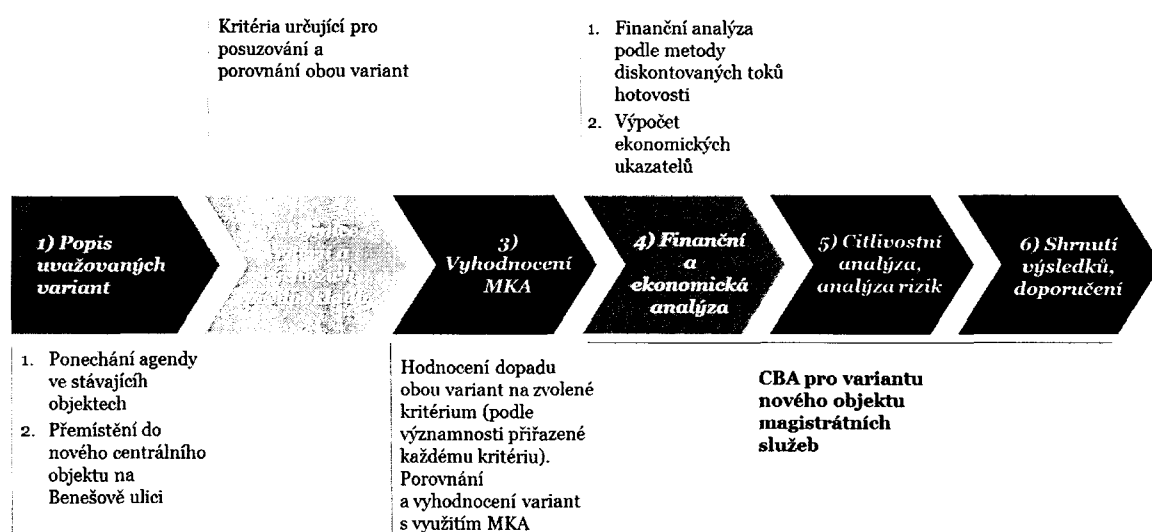 Kritéria určující pro
posuzování a
porovnání obou variant
1. Finanční analýza
podle metody
diskontovaných toků
hotovosti
2. Výpočet
ekonomických
ukazatelů
1) Popis
uvažovaných
variant
3)
Vyhodnocení
MKA
4) Finanční
a
ekonomická
analýza
5) Citlivostní
analýza,
analýza rizik
6) Shrnutí
výsledků,
doporučení
1. Ponechání agendy
ve stávajícíh
objektech
2. Přemístění do
nového centrálního
objektu na
Benešově ulici
Hodnocení dopadu
obou variant na zvolené
kritérium (podle
významnosti přiřazené
každému kritériu).
Porovnání
a vyhodnocení variant
s využitím MKA
CBA pro variantu
nového objektu
magistrátních
služeb